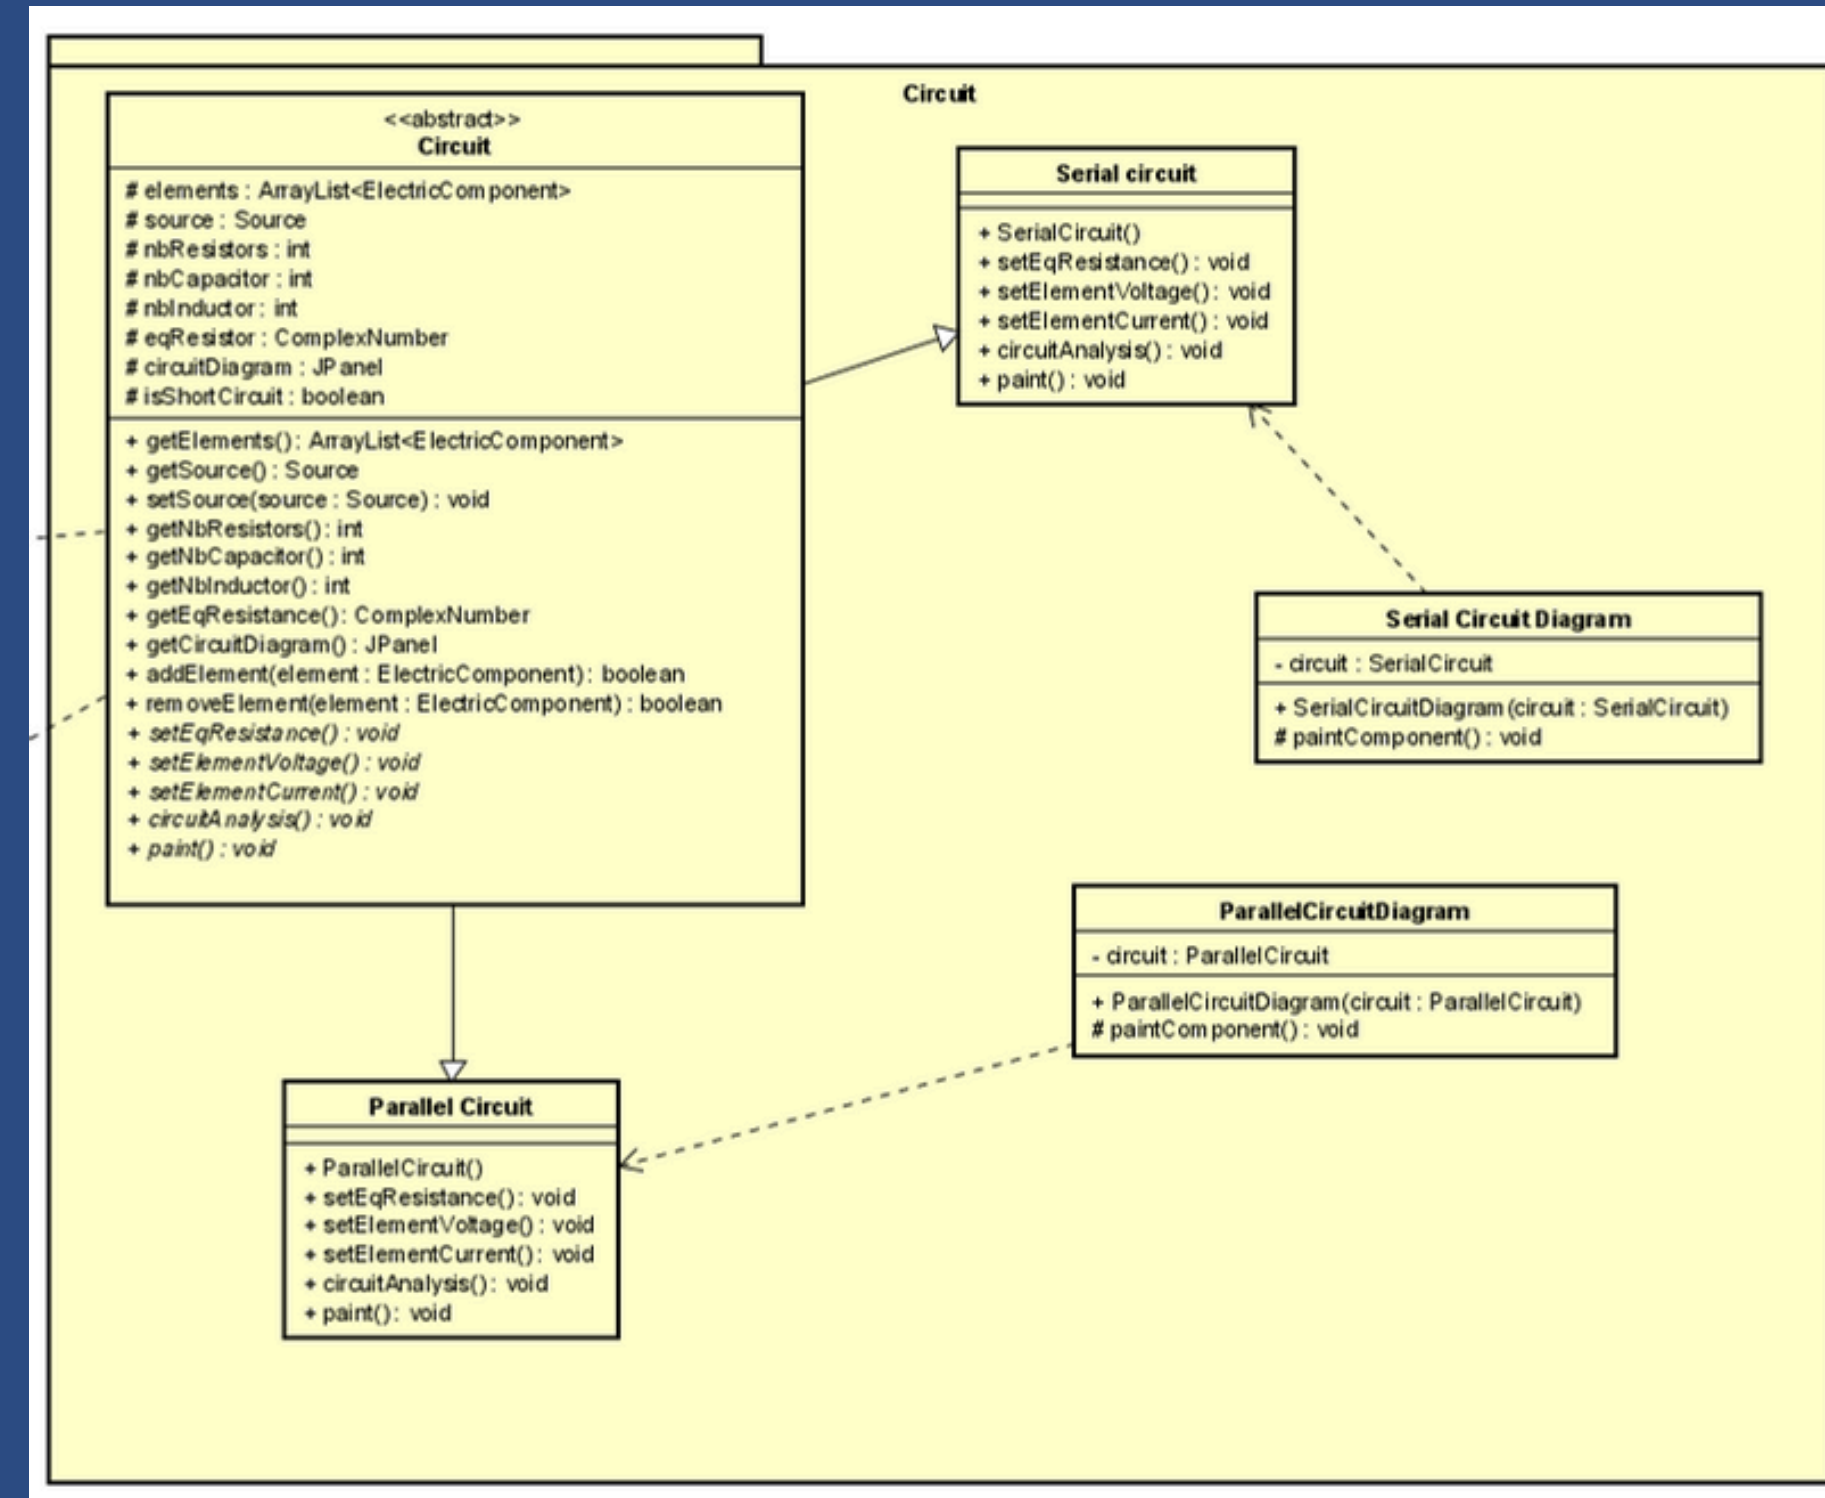 Circuit
<<abstract>>
Circuit
# elements : ArrayList<ElectricComponent>
# source : Source
# nbResistors : int
# nbCapacitor : int
# nbInductor : int
# eqResistor : ComplexNumber
# circuitDiagram : JPanel
# isShortCircuit : boolean
+ getElements() : ArrayList<ElectricComponent>
+ getSource() : Source
+ setSource(source : Source) : void
+ getNbResistors() : int
+ getNbCapacitor() : int
+ getNbInductor() : int
+ getEqResistance() : ComplexNumber
+ getCircuitDiagram() : JPanel
+ addElement(element : ElectricComponent) : boolean
+ removeElement(element : ElectricComponent) : boolean
+ setEqResistance() : void
+ setElementVoltage() : void
+ setElementCurrent() : void
+ circuitAnalysis() : void
+ paint() : void
Serial circuit
+ SerialCircuit()
+ setEqResistance() : void
+ setElementVoltage() : void
+ setElementCurrent() : void
+ circuitAnalysis() : void
+ paint() : void
Serial Circuit Diagram
- circuit : SerialCircuit
+ SerialCircuitDiagram(circuit : SerialCircuit)
# paintComponent() : void
ParallelCircuitDiagram
- circuit : ParallelCircuit
+ ParallelCircuitDiagram(circuit : ParallelCircuit)
# paintComponent() : void
Parallel Circuit
+ ParallelCircuit()
+ setEqResistance() : void
+ setElementVoltage() : void
+ setElementCurrent() : void
+ circuitAnalysis() : void
+ paint() : void